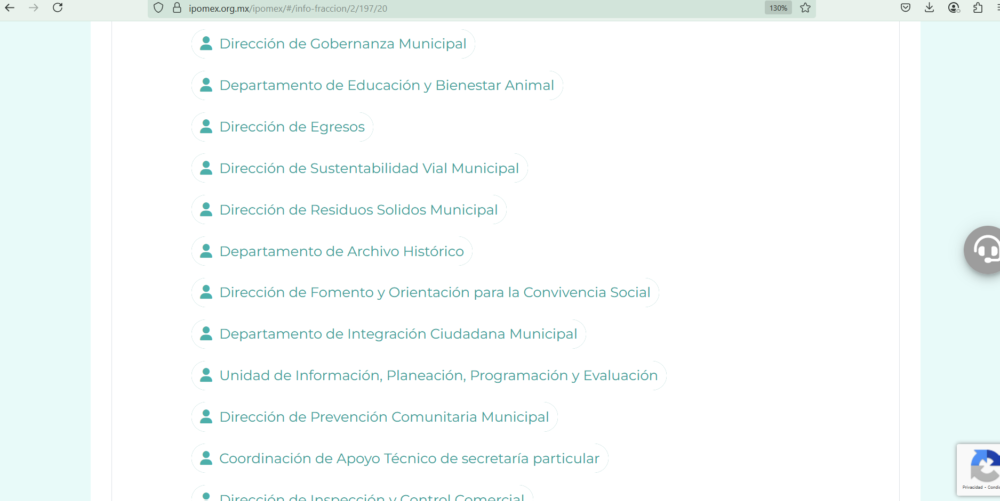 ipomex.org.mx/ipomex/#/info-fraccion/2/197/20
130%
Dirección de Gobernanza Municipal
Departamento de Educación y Bienestar Animal
Dirección de Egresos
Dirección de Sustentabilidad Vial Municipal
Dirección de Residuos Solidos Municipal
Departamento de Archivo Histórico
Dirección de Fomento y Orientación para la Convivencia Social
Departamento de Integración Ciudadana Municipal
Unidad de Información, Planeación, Programación y Evaluación
Dirección de Prevención Comunitaria Municipal
Coordinación de Apoyo Técnico de secretaría particular
Dirección de Inspección y Control Comercial
Privacidad -